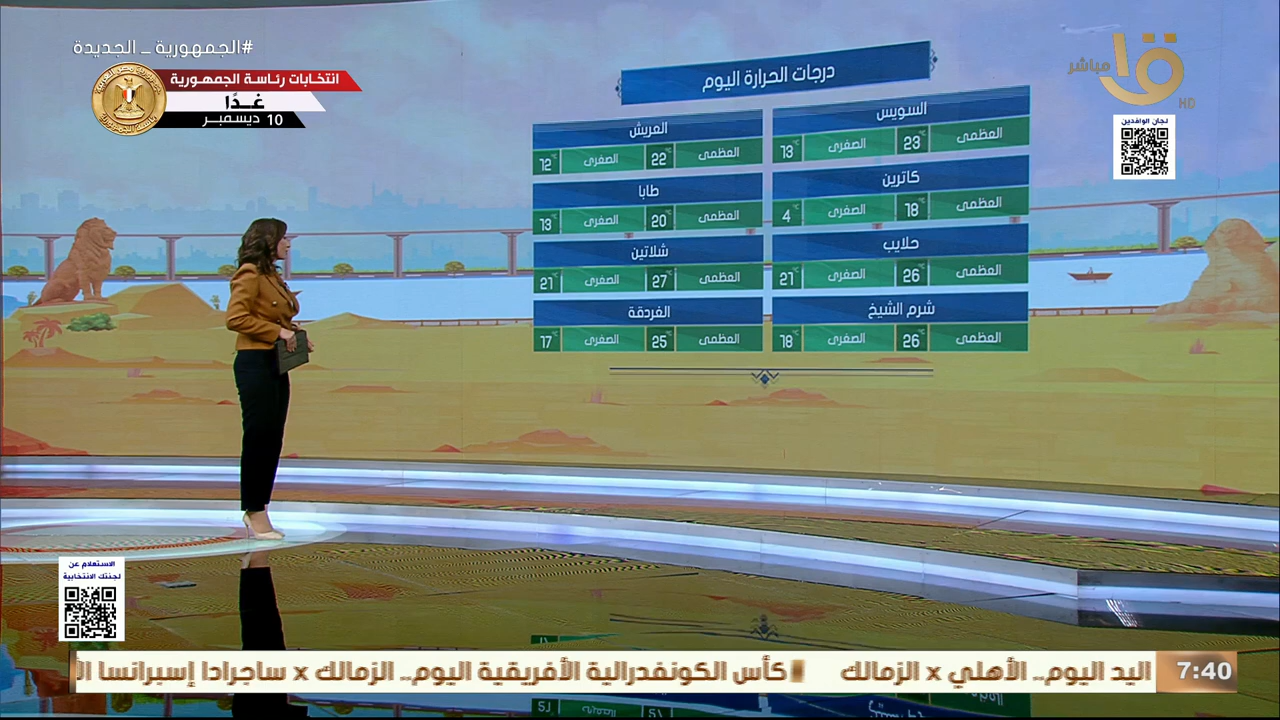 #الجمهورية _ الجديدة
انتخابات رئاسة الجمهورية
غدًا
10 ديسمبر
مباشر
HD
لجان الوافدين
درجات الحرارة اليوم
السويس
العظمى 23 الصغرى 13
العريش
العظمى 22 الصغرى 12
كاترين
العظمى 18 الصغرى 4
طابا
العظمى 20 الصغرى 13
حلايب
العظمى 26 الصغرى 21
شلاتين
العظمى 27 الصغرى 21
شرم الشيخ
العظمى 26 الصغرى 18
الغردقة
العظمى 25 الصغرى 17
الاستعلام عن
لجنتك الانتخابية
7:40 اليد اليوم.. الأهلي x الزمالك كأس الكونفدرالية الأفريقية اليوم.. الزمالك x ساجرادا إسبرانسا